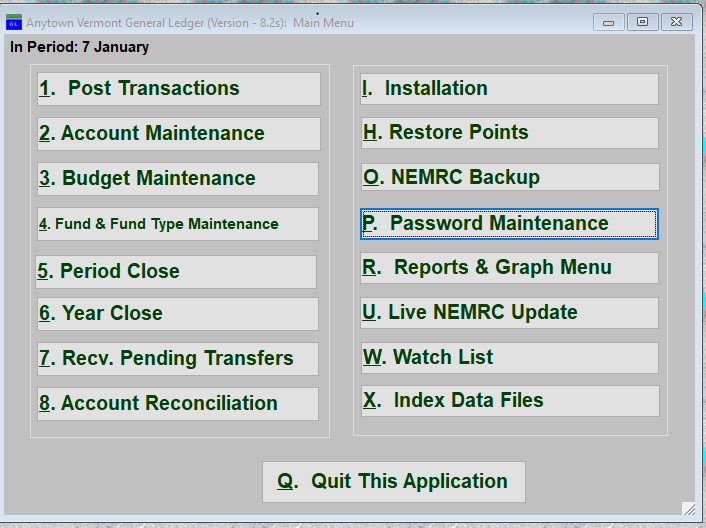 GL Anytown Vermont General Ledger (Version - 8.2s): Main Menu
In Period: 7 January
1. Post Transactions
2. Account Maintenance
3. Budget Maintenance
4. Fund & Fund Type Maintenance
5. Period Close
6. Year Close
7. Recv. Pending Transfers
8. Account Reconciliation
I. Installation
H. Restore Points
O. NEMRC Backup
P. Password Maintenance
R. Reports & Graph Menu
U. Live NEMRC Update
W. Watch List
X. Index Data Files
Q. Quit This Application